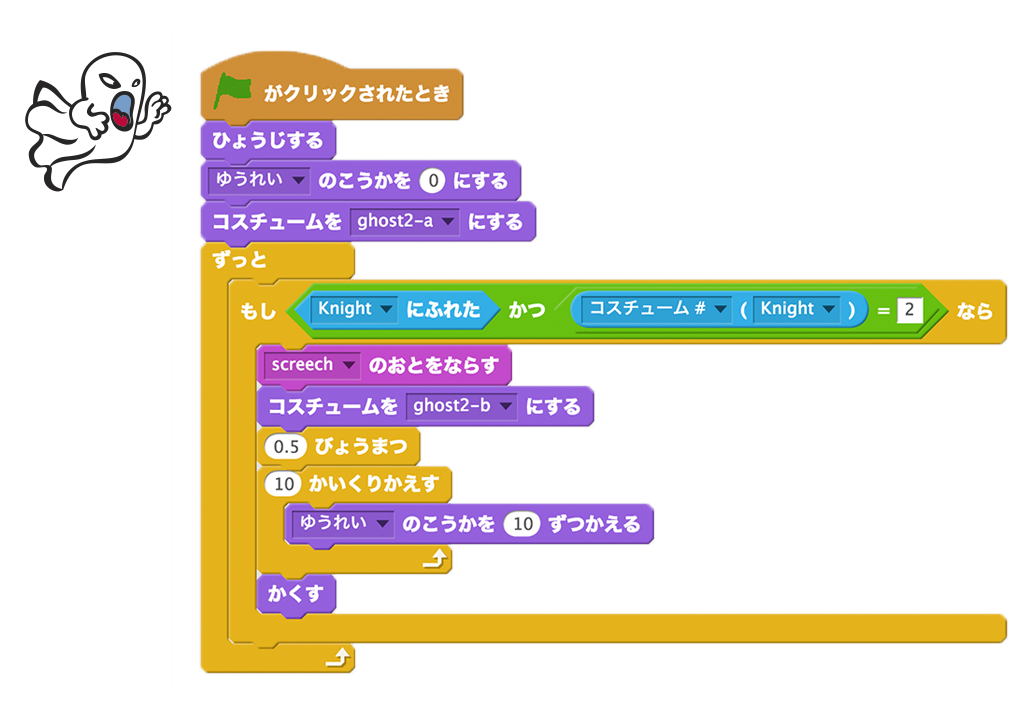 がクリックされたとき
ひょうじする
ゆうれい のこうかを 0 にする
コスチュームを ghost2-a にする
ずっと
もし Knight にふれた かつ コスチューム # ( Knight ) = 2 なら
screech のおとをならす
コスチュームを ghost2-b にする
0.5 びょうまつ
10 かいくりかえす
ゆうれい のこうかを 10 ずつかえる
かくす